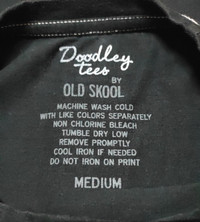 Doodley
tees
BY
OLD SKOOL
MACHINE WASH COLD
WITH LIKE COLORS SEPARATELY
NON CHLORINE BLEACH
TUMBLE DRY LOW
REMOVE PROMPTLY
COOL IRON IF NEEDED
DO NOT IRON ON PRINT
MEDIUM